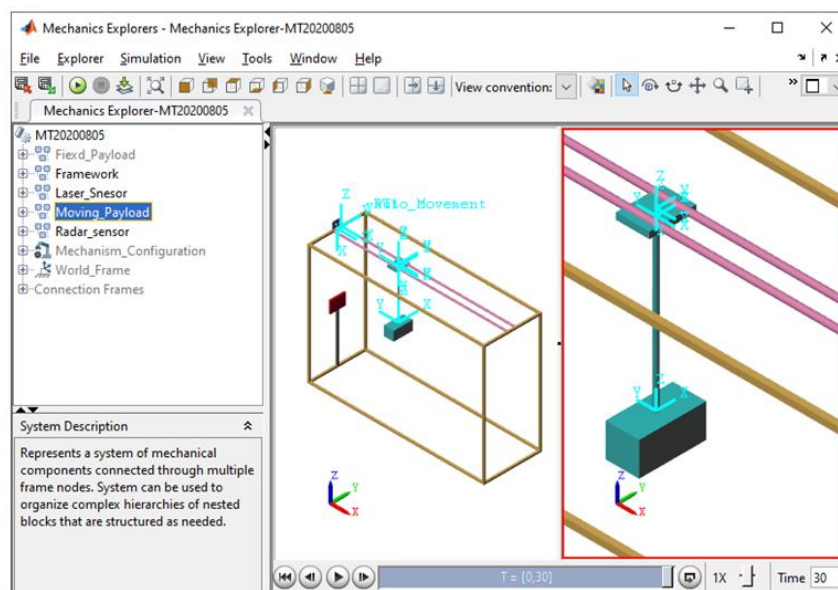 Mechanics Explorers - Mechanics Explorer-MT20200805
File Explorer Simulation View Tools Window Help
View convention:
Mechanics Explorer-MT20200805
MT20200805
Fiexd_Payload
Framework
Laser_Snesor
Moving_Payload
Radar_sensor
Mechanism_Configuration
World_Frame
Connection Frames
System Description
Represents a system of mechanical
components connected through multiple
frame nodes. System can be used to
organize complex hierarchies of nested
blocks that are structured as needed.
Z
_Movement
X
Z
Y
X
Z
Y
X
Z
Y
X
Z
Y
X
T = [0,30]
1X
Time 30